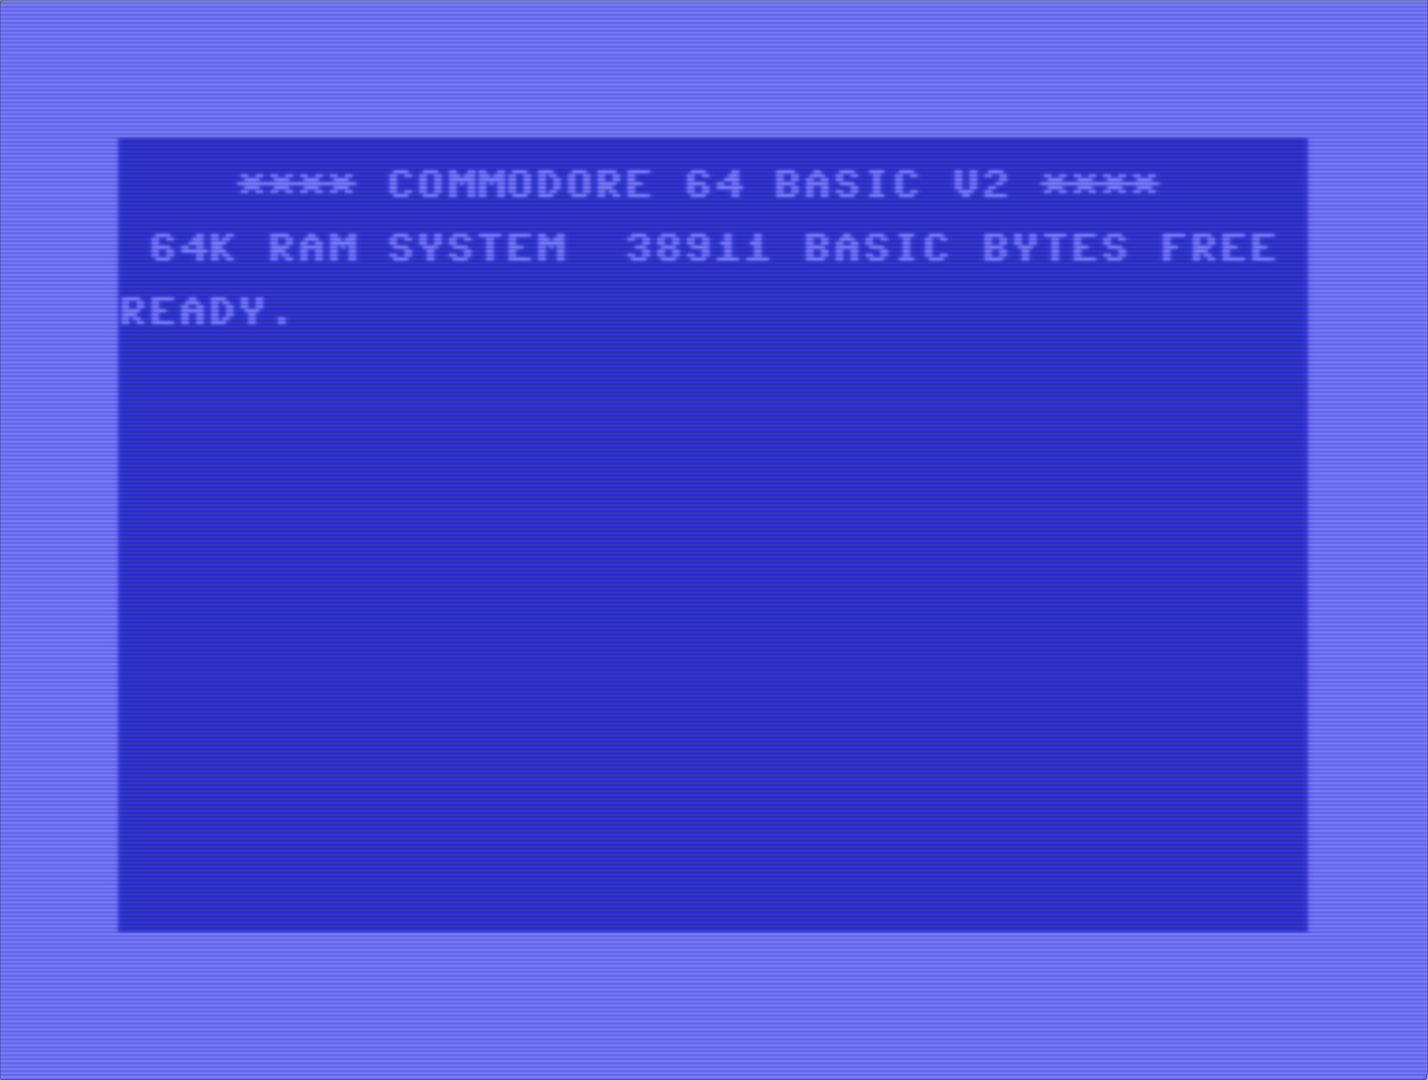 **** COMMODORE 64 BASIC V2 ****
64K RAM SYSTEM  38911 BASIC BYTES FREE
READY.